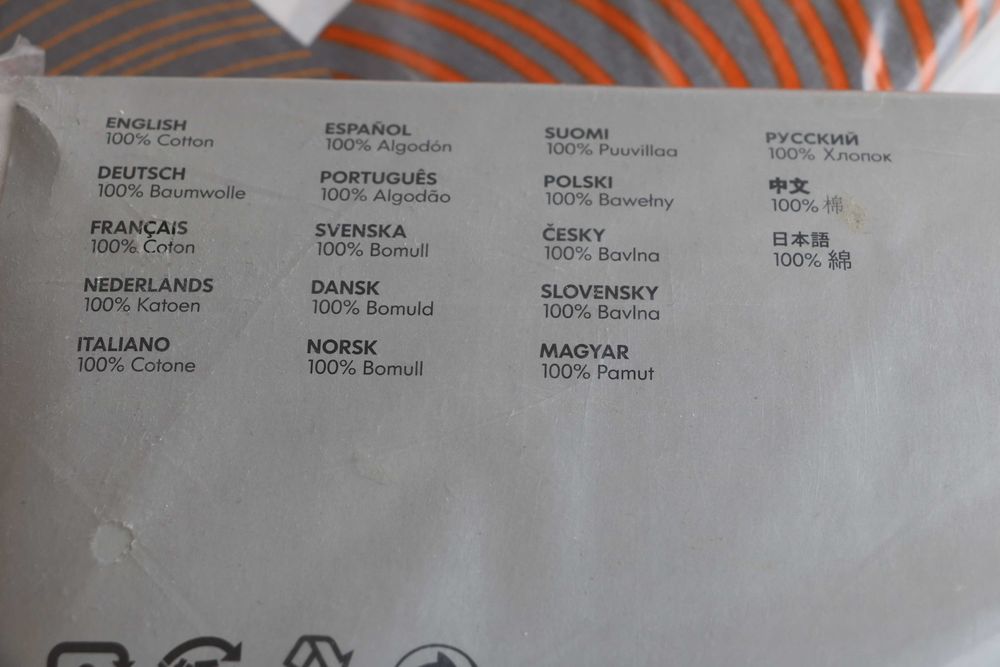 ENGLISH
100% Cotton
DEUTSCH
100% Baumwolle
FRANÇAIS
100% Coton
NEDERLANDS
100% Katoen
ITALIANO
100% Cotone
ESPAÑOL
100% Algodón
PORTUGUÊS
100% Algodão
SVENSKA
100% Bomull
DANSK
100% Bomuld
NORSK
100% Bomull
SUOMI
100% Puuvillaa
POLSKI
100% Bawełny
ČESKY
100% Bavlna
SLOVENSKY
100% Bavlna
MAGYAR
100% Pamut
РУССКИЙ
100% Хлопок
中文
100% 棉
日本語
100% 綿